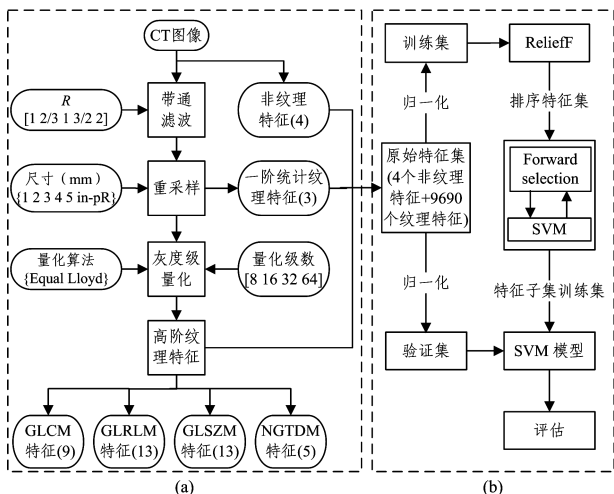 CT图像
R
[1 2/3 1 3/2 2]
带通
滤波
非纹理
特征(4)
尺寸（mm）
{1 2 3 4 5 in-pR}
重采样
一阶统计纹
理特征(3)
量化算法
{Equal Lloyd}
灰度级
量化
量化级数
[8 16 32 64]
高阶纹
理特征
GLCM
特征(9)
GLRLM
特征(13)
GLSZM
特征(13)
NGTDM
特征(5)
(a)
训练集
ReliefF
归一化
排序特征集
原始特征集
(4个非纹理
特征+9690
个纹理特征)
Forward
selection
SVM
归一化
特征子集训练集
验证集
SVM 模型
评估
(b)